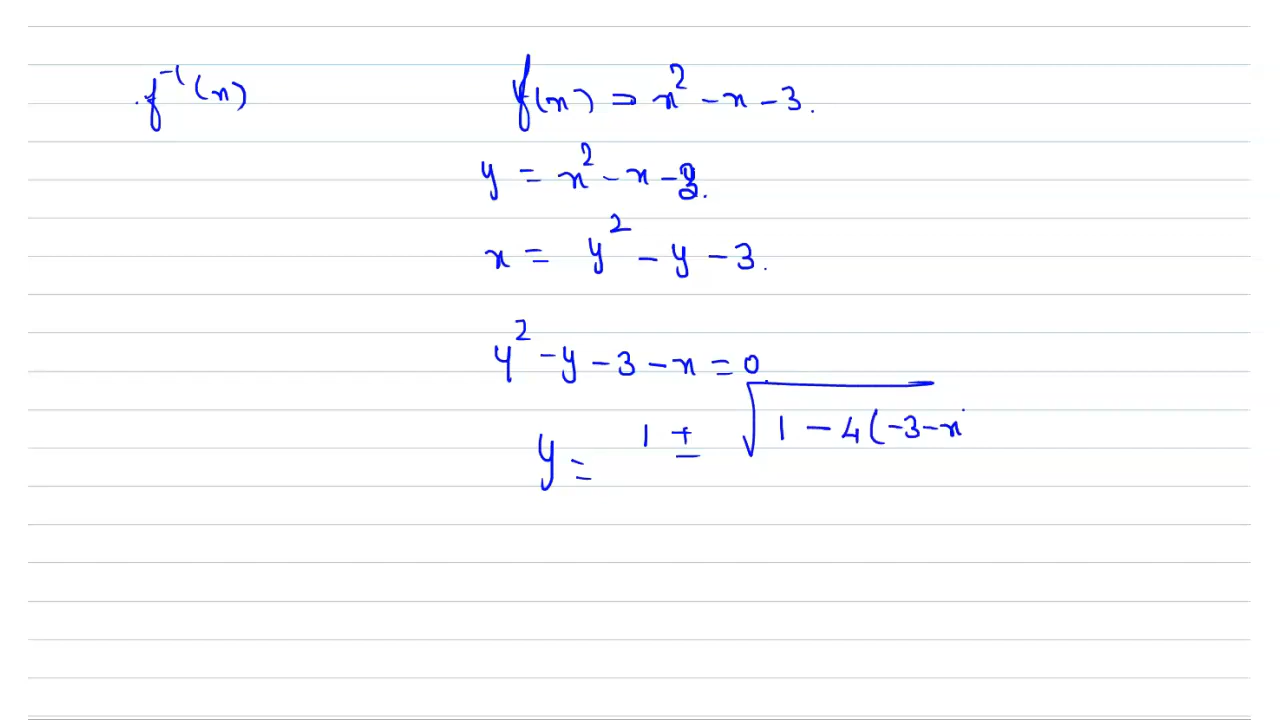 f⁻¹(x) f(x) = x² - x - 3.
y = x² - x - 3.
x = y² - y - 3.
y² - y - 3 - x = 0
y = 1 ± √1 - 4(-3-x